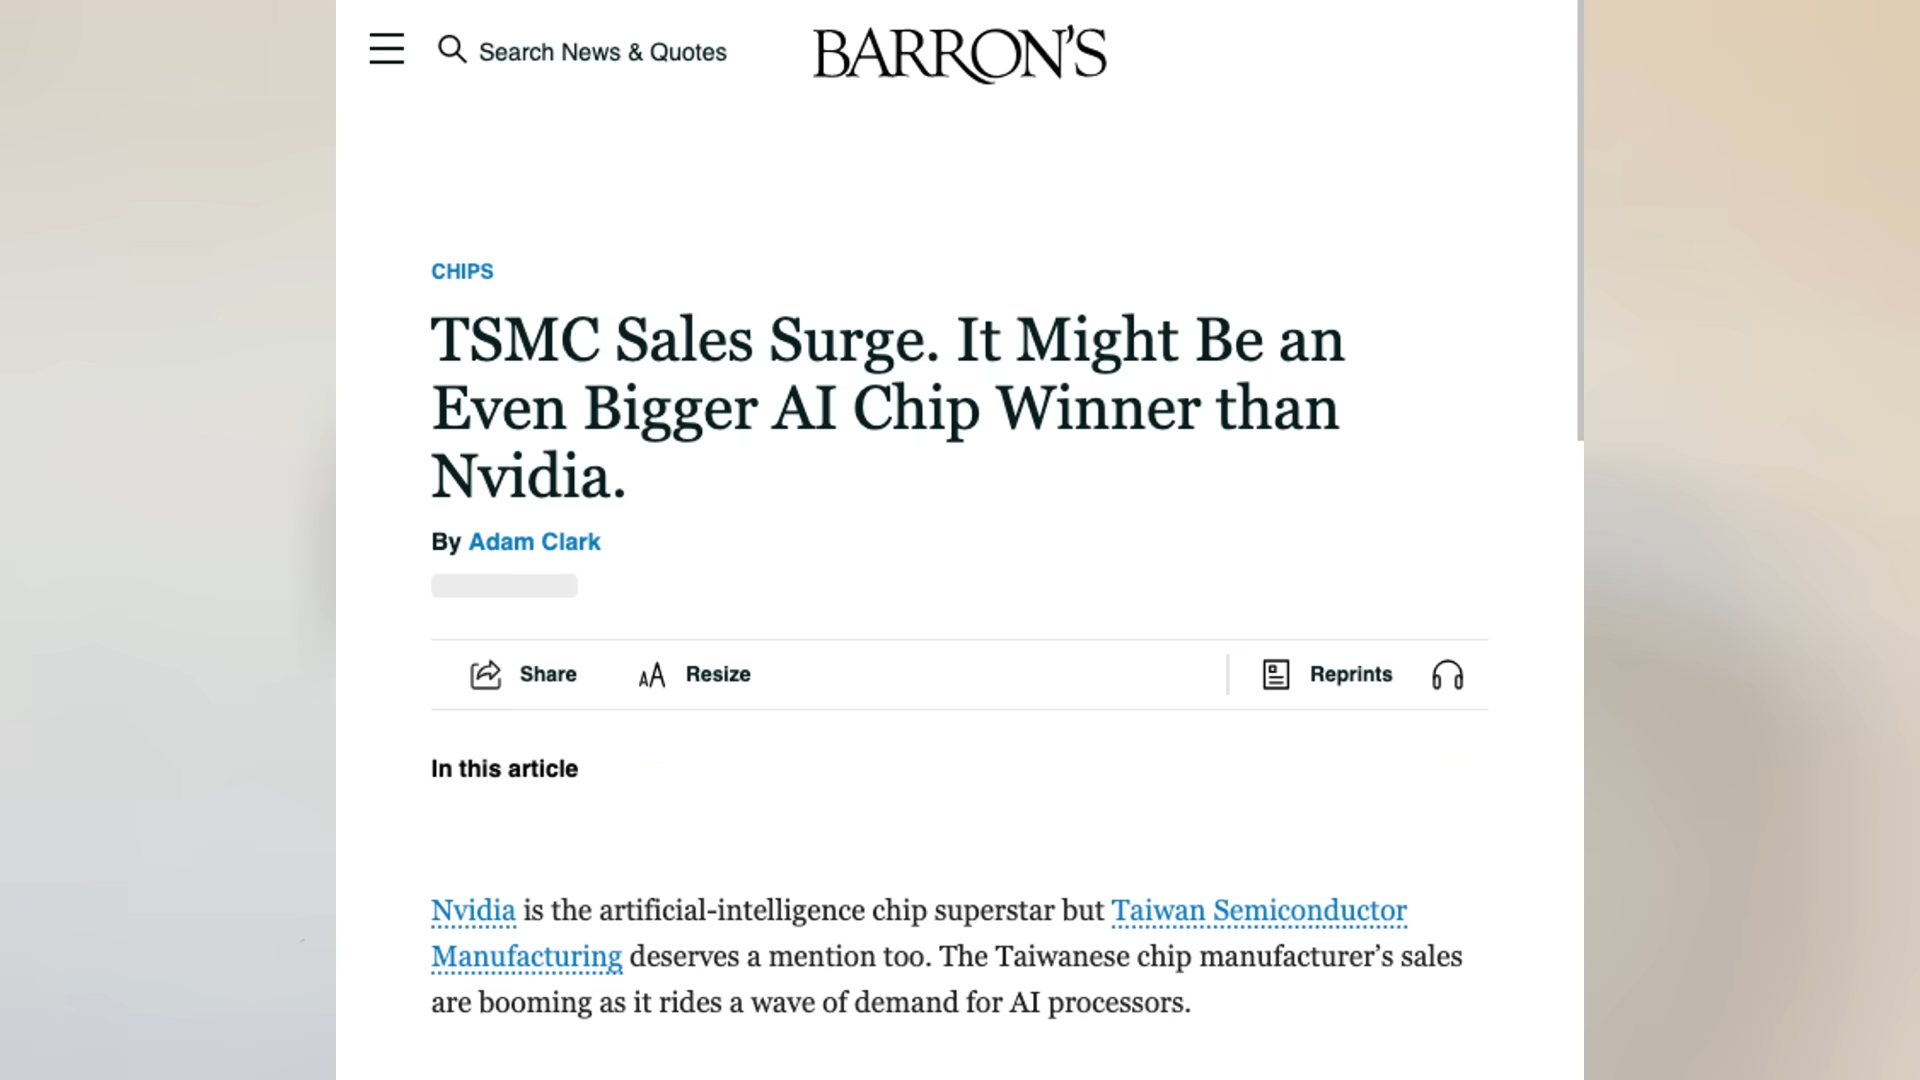 Search News & Quotes
BARRON'S
CHIPS
TSMC Sales Surge. It Might Be an
Even Bigger AI Chip Winner than
Nvidia.
By Adam Clark
Share
Resize
Reprints
In this article
Nvidia is the artificial-intelligence chip superstar but Taiwan Semiconductor
Manufacturing deserves a mention too. The Taiwanese chip manufacturer’s sales
are booming as it rides a wave of demand for AI processors.